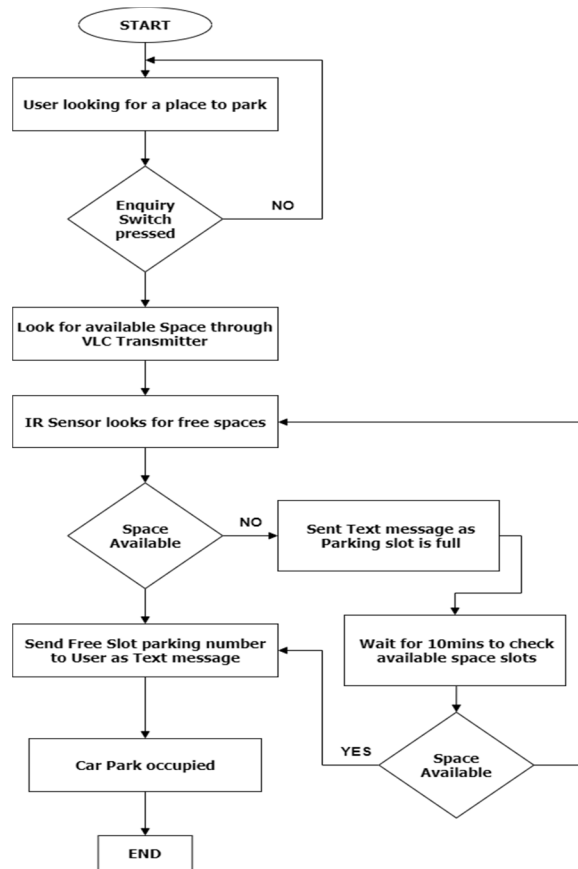 START
User looking for a place to park
Enquiry
Switch
pressed
NO
Look for available Space through
VLC Transmitter
IR Sensor looks for free spaces
Space
Available
NO
Sent Text message as
Parking slot is full
Wait for 10mins to check
available space slots
Send Free Slot parking number
to User as Text message
YES
Space
Available
Car Park occupied
END